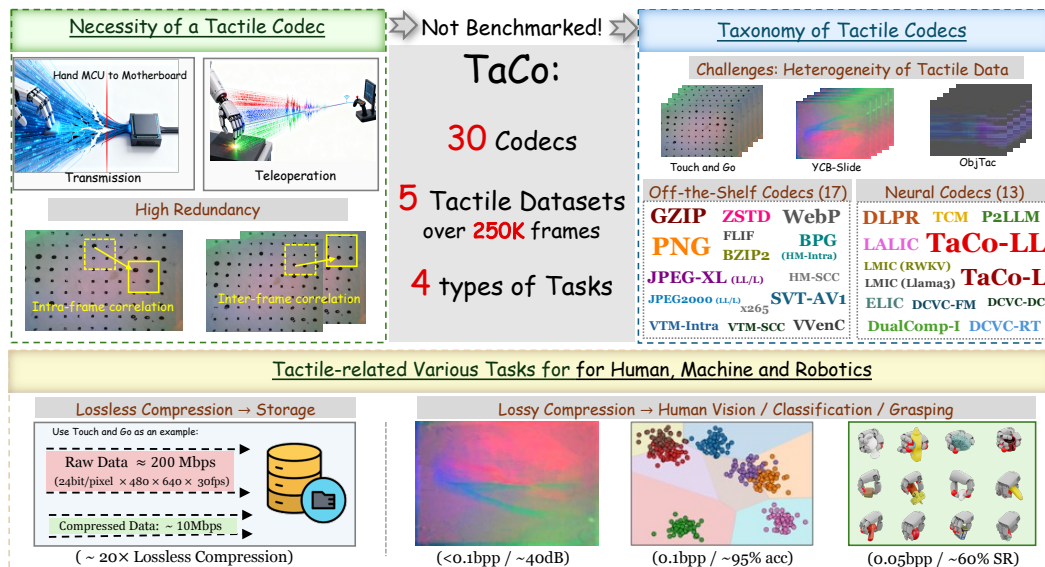 Necessity of a Tactile Codec
Hand MCU to Motherboard
Transmission
Teleoperation
High Redundancy
Intra-frame correlation
Inter-frame correlation
Not Benchmarked!
TaCo:
30 Codecs
5 Tactile Datasets
over 250K frames
4 types of Tasks
Taxonomy of Tactile Codecs
Challenges: Heterogeneity of Tactile Data
Touch and Go
YCB-Slide
ObjTac
Off-the-Shelf Codecs (17)
GZIP ZSTD WebP
PNG FLIF BPG
BZIP2 (HM-Intra)
JPEG-XL (LL/L) HM-SCC
JPEG2000 (LL/L) x265 SVT-AV1
VTM-Intra VTM-SCC VVenC
Neural Codecs (13)
DLPR TCM P2LLM
LALIC TaCo-LL
LMIC (RWKV)
LMIC (Llama3) TaCo-L
ELIC DCVC-FM DCVC-DC
DualComp-I DCVC-RT
Tactile-related Various Tasks for for Human, Machine and Robotics
Lossless Compression → Storage
Use Touch and Go as an example:
Raw Data ≈ 200 Mbps
(24bit/pixel × 480 × 640 × 30fps)
Compressed Data: ~ 10Mbps
( ~ 20× Lossless Compression)
Lossy Compression → Human Vision / Classification / Grasping
(<0.1bpp / ~40dB)
(0.1bpp / ~95% acc)
(0.05bpp / ~60% SR)